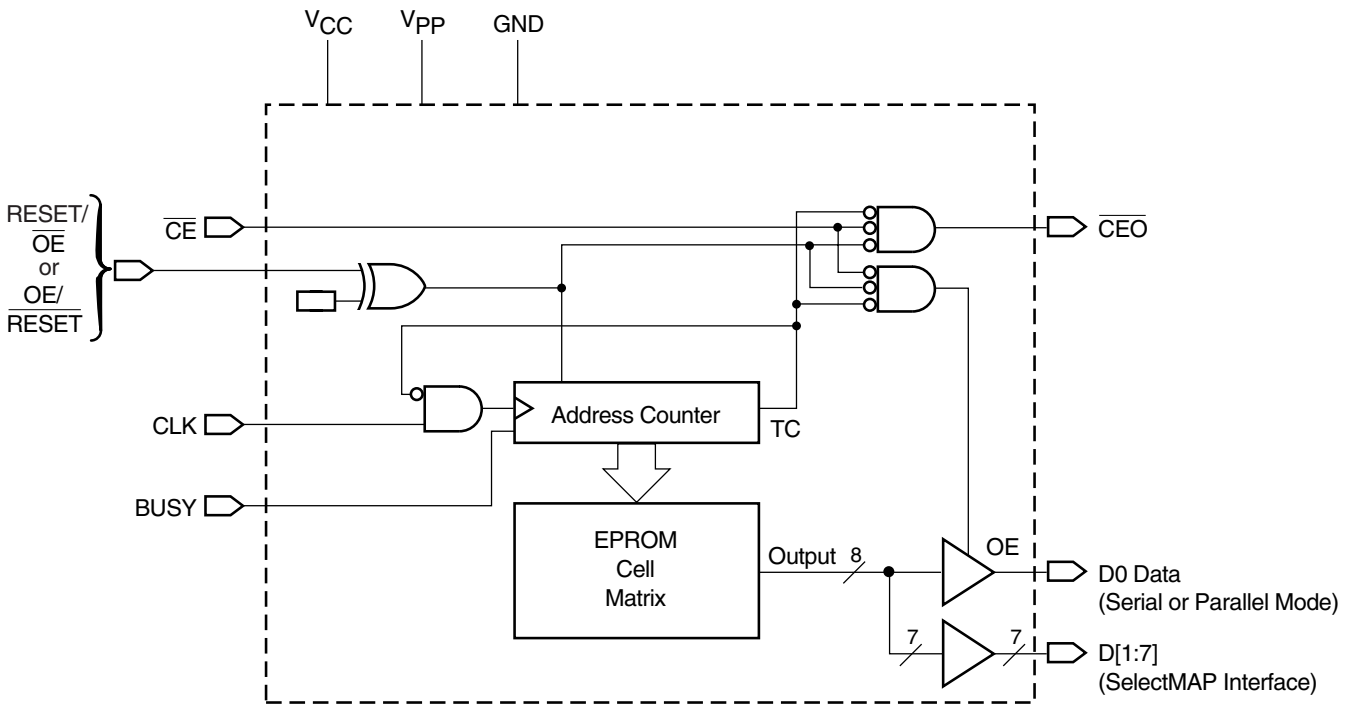 VCC
VPP
GND
RESET/
OE
or
OE/
RESET
CE
CEO
CLK
Address Counter
TC
BUSY
EPROM
Cell
Matrix
Output
8
OE
D0 Data
(Serial or Parallel Mode)
7
7
D[1:7]
(SelectMAP Interface)